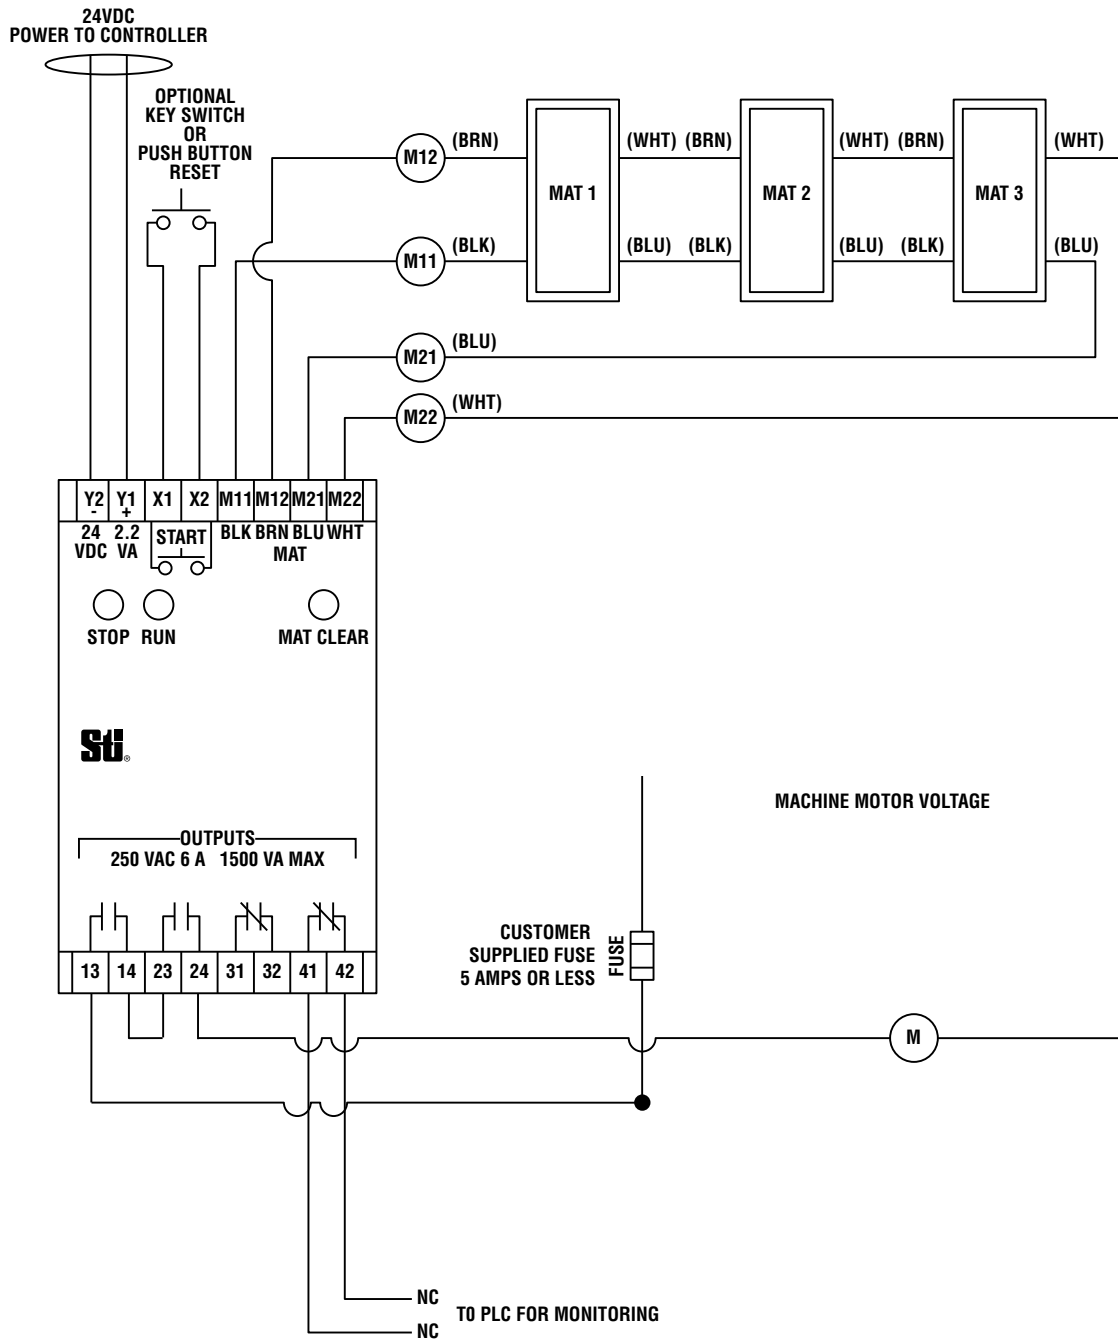 24VDC
POWER TO CONTROLLER
OPTIONAL
KEY SWITCH
OR
PUSH BUTTON
RESET
M12 (BRN) (WHT) (BRN) (WHT) (BRN) (WHT)
MAT 1 MAT 2 MAT 3
M11 (BLK) (BLU) (BLK) (BLU) (BLK) (BLU)
M21 (BLU)
M22 (WHT)
Y2 Y1 X1 X2 M11 M12 M21 M22
- +
24 2.2 START BLK BRN BLU WHT
VDC VA MAT
STOP RUN MAT CLEAR
Sti®
MACHINE MOTOR VOLTAGE
OUTPUTS
250 VAC 6 A 1500 VA MAX
CUSTOMER
SUPPLIED FUSE
5 AMPS OR LESS
FUSE
13 14 23 24 31 32 41 42
M
NC
T0 PLC FOR MONITORING
NC